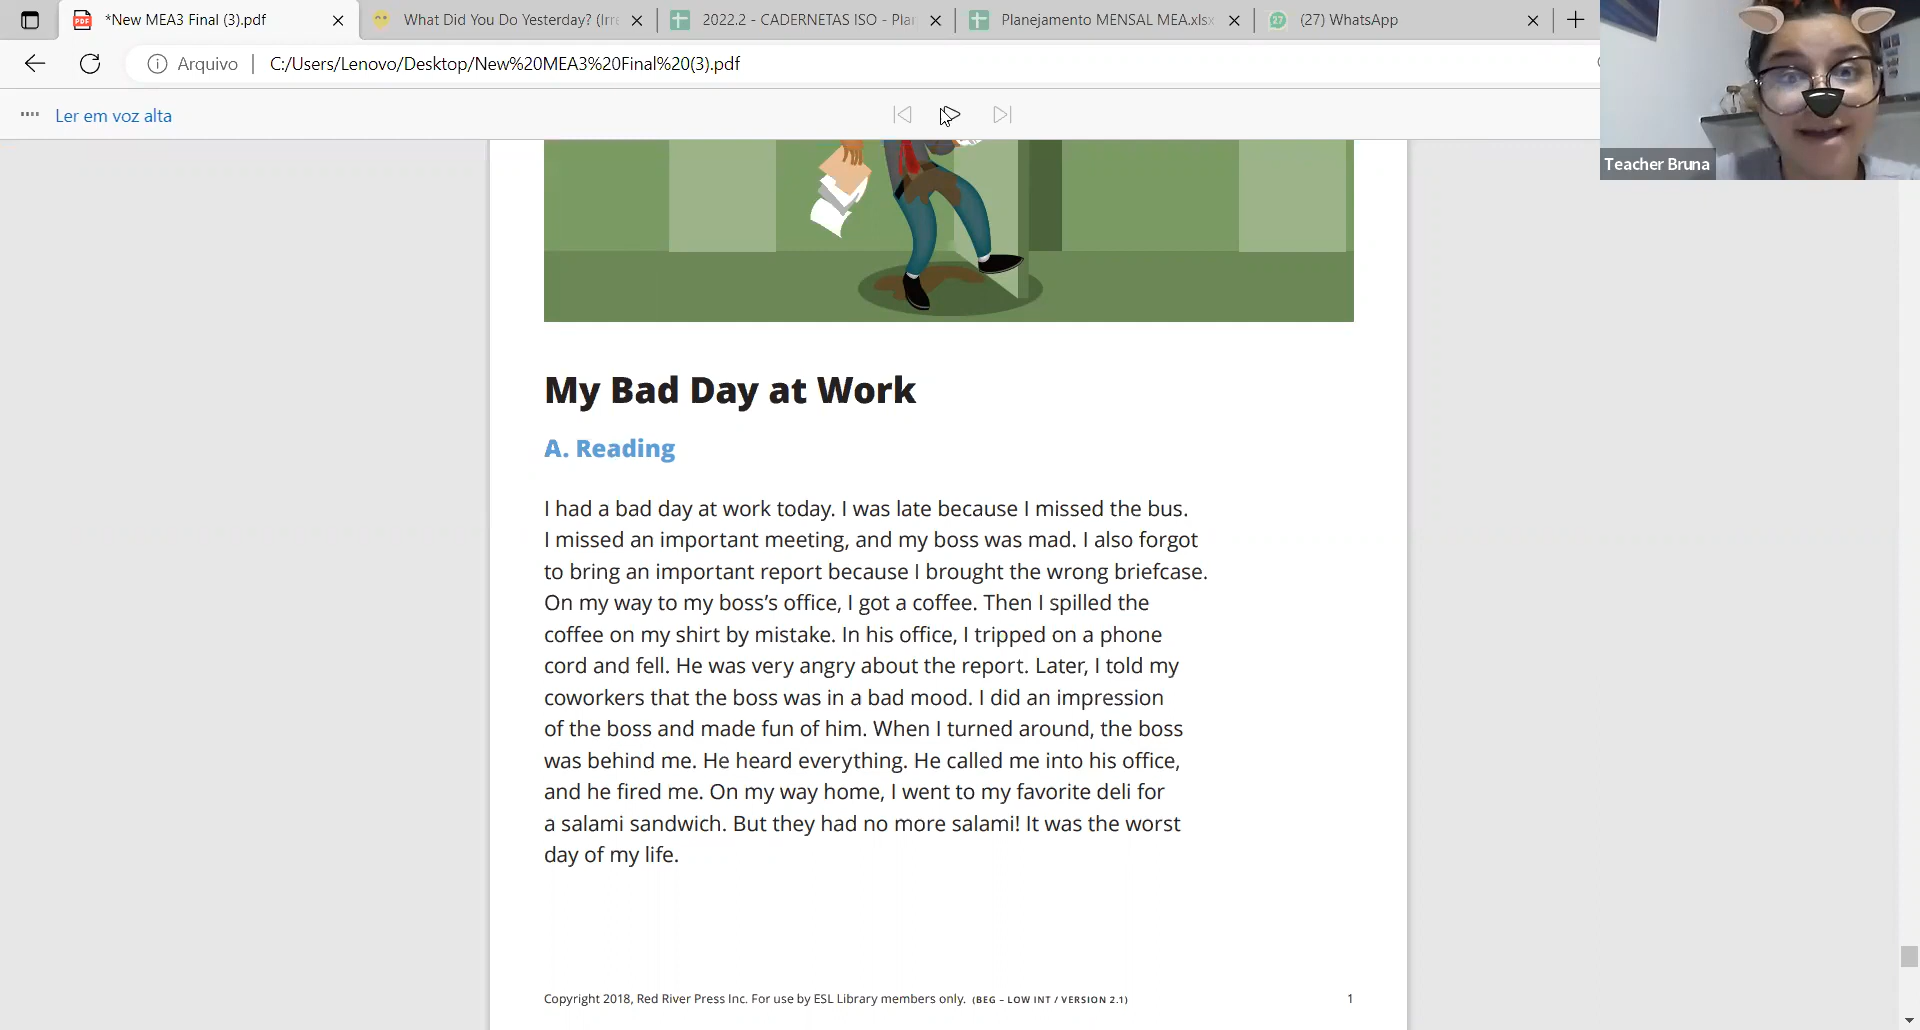 *New MEA3 Final (3).pdf
What Did You Do Yesterday? (Irre
2022.2 - CADERNETAS ISO - Pla
Planejamento MENSAL MEA.xls
27
(27) WhatsApp
PDF
Arquivo
C:/Users/Lenovo/Desktop/New%20MEA3%20Final%20(3).pdf
Ler em voz alta
Teacher Bruna
My Bad Day at Work
A. Reading
I had a bad day at work today. I was late because I missed the bus.
I missed an important meeting, and my boss was mad. I also forgot
to bring an important report because I brought the wrong briefcase.
On my way to my boss's office, I got a coffee. Then I spilled the
coffee on my shirt by mistake. In his office, I tripped on a phone
cord and fell. He was very angry about the report. Later, I told my
coworkers that the boss was in a bad mood. I did an impression
of the boss and made fun of him. When I turned around, the boss
was behind me. He heard everything. He called me into his office,
and he fired me. On my way home, I went to my favorite deli for
a salami sandwich. But they had no more salami! It was the worst
day of my life.
Copyright 2018, Red River Press Inc. For use by ESL Library members only. (BEG – LOW INT / VERSION 2.1)
1